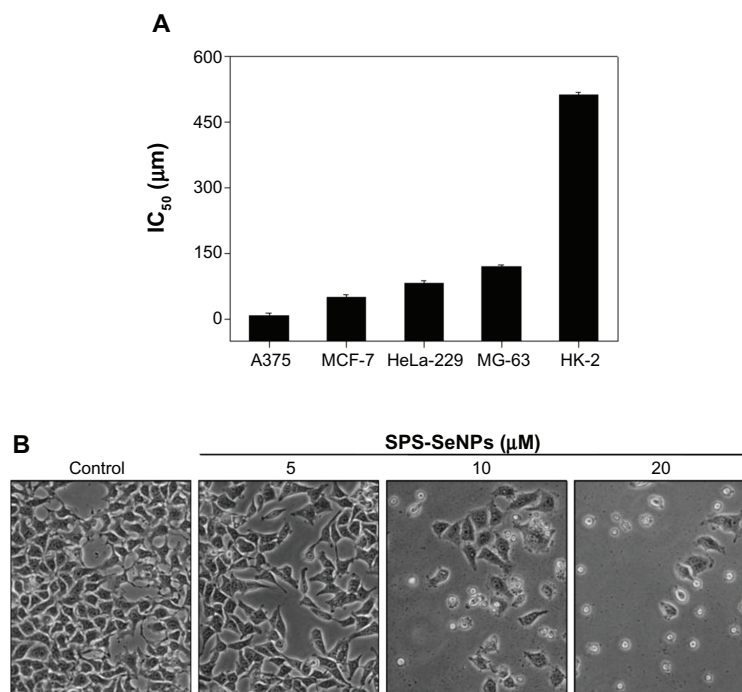 A
600
450
300
150
0
IC50 (μm)
A375 MCF-7 HeLa-229 MG-63 HK-2
B
SPS-SeNPs (μM)
Control 5 10 20